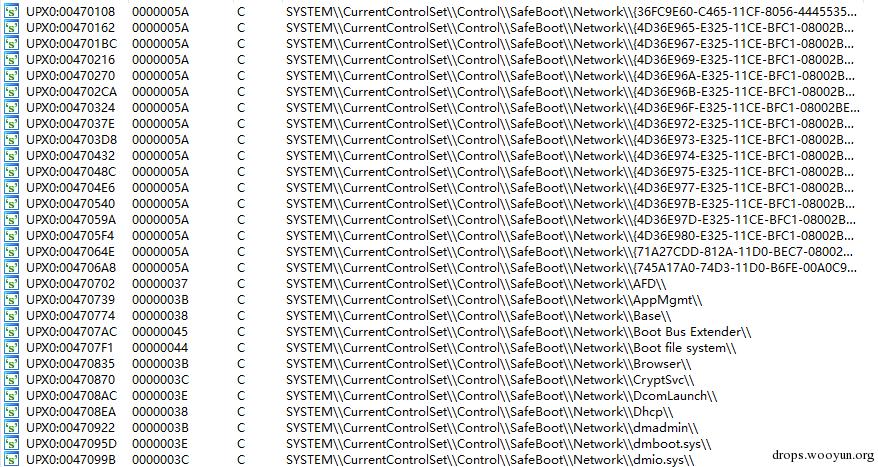 UPX0:00470108 0000005A C SYSTEM\\CurrentControlSet\\Control\\SafeBoot\\Network\\{36FC9E60-C465-11CF-8056-4445535...
UPX0:00470162 0000005A C SYSTEM\\CurrentControlSet\\Control\\SafeBoot\\Network\\{4D36E965-E325-11CE-BFC1-08002B...
UPX0:004701BC 0000005A C SYSTEM\\CurrentControlSet\\Control\\SafeBoot\\Network\\{4D36E967-E325-11CE-BFC1-08002B...
UPX0:00470216 0000005A C SYSTEM\\CurrentControlSet\\Control\\SafeBoot\\Network\\{4D36E969-E325-11CE-BFC1-08002B...
UPX0:00470270 0000005A C SYSTEM\\CurrentControlSet\\Control\\SafeBoot\\Network\\{4D36E96A-E325-11CE-BFC1-08002B...
UPX0:004702CA 0000005A C SYSTEM\\CurrentControlSet\\Control\\SafeBoot\\Network\\{4D36E96B-E325-11CE-BFC1-08002B...
UPX0:00470324 0000005A C SYSTEM\\CurrentControlSet\\Control\\SafeBoot\\Network\\{4D36E96F-E325-11CE-BFC1-08002BE...
UPX0:0047037E 0000005A C SYSTEM\\CurrentControlSet\\Control\\SafeBoot\\Network\\{4D36E972-E325-11CE-BFC1-08002B...
UPX0:004703D8 0000005A C SYSTEM\\CurrentControlSet\\Control\\SafeBoot\\Network\\{4D36E973-E325-11CE-BFC1-08002B...
UPX0:00470432 0000005A C SYSTEM\\CurrentControlSet\\Control\\SafeBoot\\Network\\{4D36E974-E325-11CE-BFC1-08002B...
UPX0:0047048C 0000005A C SYSTEM\\CurrentControlSet\\Control\\SafeBoot\\Network\\{4D36E975-E325-11CE-BFC1-08002B...
UPX0:004704E6 0000005A C SYSTEM\\CurrentControlSet\\Control\\SafeBoot\\Network\\{4D36E977-E325-11CE-BFC1-08002B...
UPX0:00470540 0000005A C SYSTEM\\CurrentControlSet\\Control\\SafeBoot\\Network\\{4D36E97B-E325-11CE-BFC1-08002B...
UPX0:0047059A 0000005A C SYSTEM\\CurrentControlSet\\Control\\SafeBoot\\Network\\{4D36E97D-E325-11CE-BFC1-08002B...
UPX0:004705F4 0000005A C SYSTEM\\CurrentControlSet\\Control\\SafeBoot\\Network\\{4D36E980-E325-11CE-BFC1-08002B...
UPX0:0047064E 0000005A C SYSTEM\\CurrentControlSet\\Control\\SafeBoot\\Network\\{71A27CDD-812A-11D0-BEC7-08002...
UPX0:004706A8 0000005A C SYSTEM\\CurrentControlSet\\Control\\SafeBoot\\Network\\{745A17A0-74D3-11D0-B6FE-00A0C9...
UPX0:00470702 00000037 C SYSTEM\\CurrentControlSet\\Control\\SafeBoot\\Network\\AFD\\
UPX0:00470739 0000003B C SYSTEM\\CurrentControlSet\\Control\\SafeBoot\\Network\\AppMgmt\\
UPX0:00470774 00000038 C SYSTEM\\CurrentControlSet\\Control\\SafeBoot\\Network\\Base\\
UPX0:004707AC 00000045 C SYSTEM\\CurrentControlSet\\Control\\SafeBoot\\Network\\Boot Bus Extender\\
UPX0:004707F1 00000044 C SYSTEM\\CurrentControlSet\\Control\\SafeBoot\\Network\\Boot file system\\
UPX0:00470835 0000003B C SYSTEM\\CurrentControlSet\\Control\\SafeBoot\\Network\\Browser\\
UPX0:00470870 0000003C C SYSTEM\\CurrentControlSet\\Control\\SafeBoot\\Network\\CryptSvc\\
UPX0:004708AC 0000003E C SYSTEM\\CurrentControlSet\\Control\\SafeBoot\\Network\\DcomLaunch\\
UPX0:004708EA 00000038 C SYSTEM\\CurrentControlSet\\Control\\SafeBoot\\Network\\Dhcp\\
UPX0:00470922 0000003B C SYSTEM\\CurrentControlSet\\Control\\SafeBoot\\Network\\dmadmin\\
UPX0:0047095D 0000003E C SYSTEM\\CurrentControlSet\\Control\\SafeBoot\\Network\\dmboot.sys\\
UPX0:0047099B 0000003C C SYSTEM\\CurrentControlSet\\Control\\SafeBoot\\Network\\dmio.sys\\
drops.wooyun.org